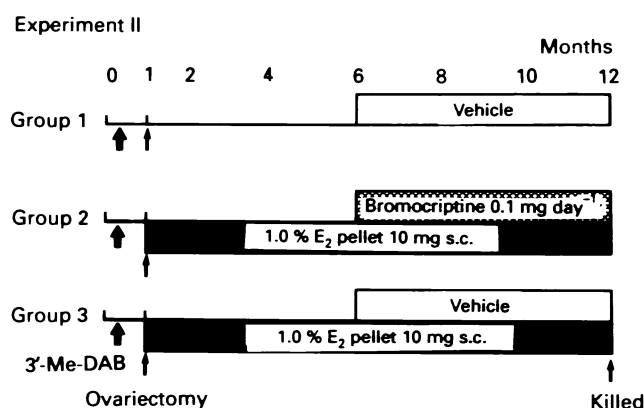 Experiment II
Months
0 1 2 4 6 8 10 12
Group 1
Vehicle
Group 2
Bromocriptine 0.1 mg day⁻¹
1.0 % E₂ pellet 10 mg s.c.
Group 3
Vehicle
1.0 % E₂ pellet 10 mg s.c.
3'-Me-DAB
Ovariectomy
Killed